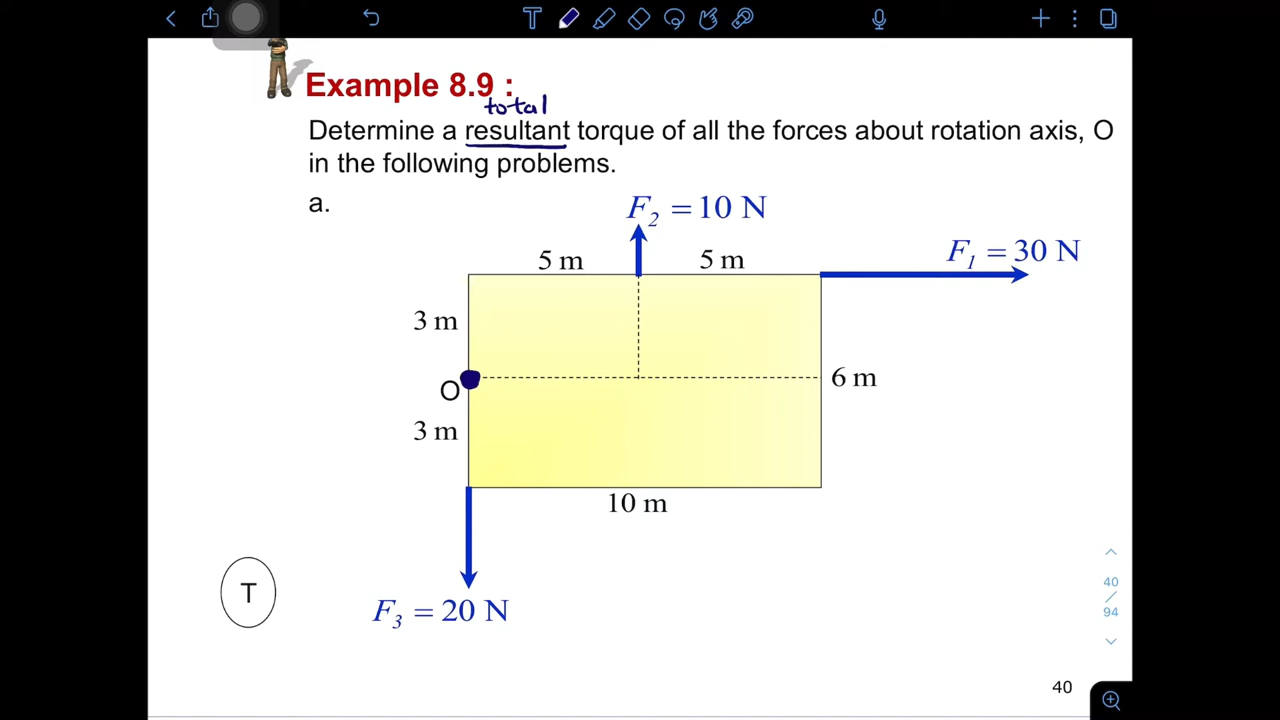 Example 8.9 :
total
Determine a resultant torque of all the forces about rotation axis, O
in the following problems.
a.
F₂ = 10 N
F₁ = 30 N
5 m
5 m
3 m
O
6 m
3 m
10 m
T
F₃ = 20 N
T
40
/
94
40